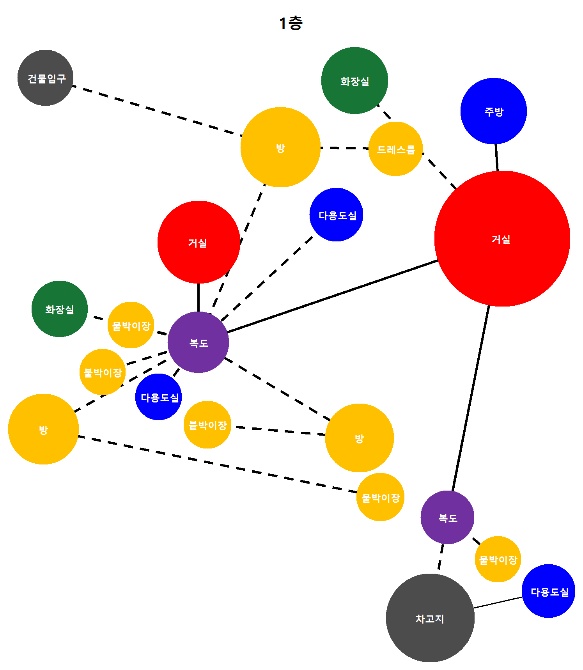 1층
건물입구
화장실
주방
방
드레스룸
다용도실
거실
거실
화장실
붙박이장
복도
붙박이장
다용도실
방
붙박이장
방
붙박이장
복도
붙박이장
다용도실
차고지